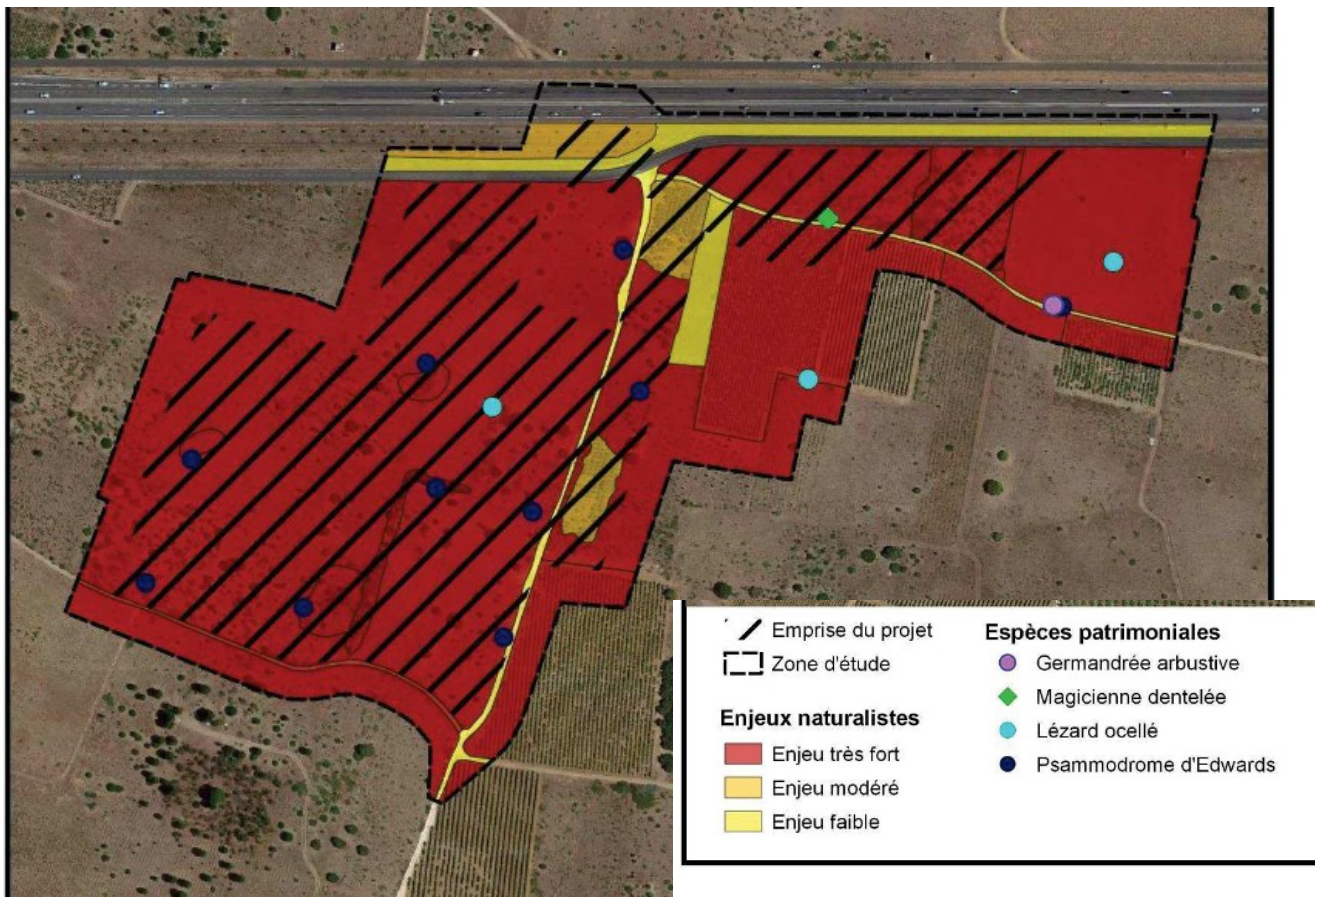 Emprise du projet
Zone d'étude
Enjeux naturalistes
Enjeu très fort
Enjeu modéré
Enjeu faible
Espèces patrimoniales
Germandrée arbustive
Magicienne dentelée
Lézard ocellé
Psammodrome d'Edwards